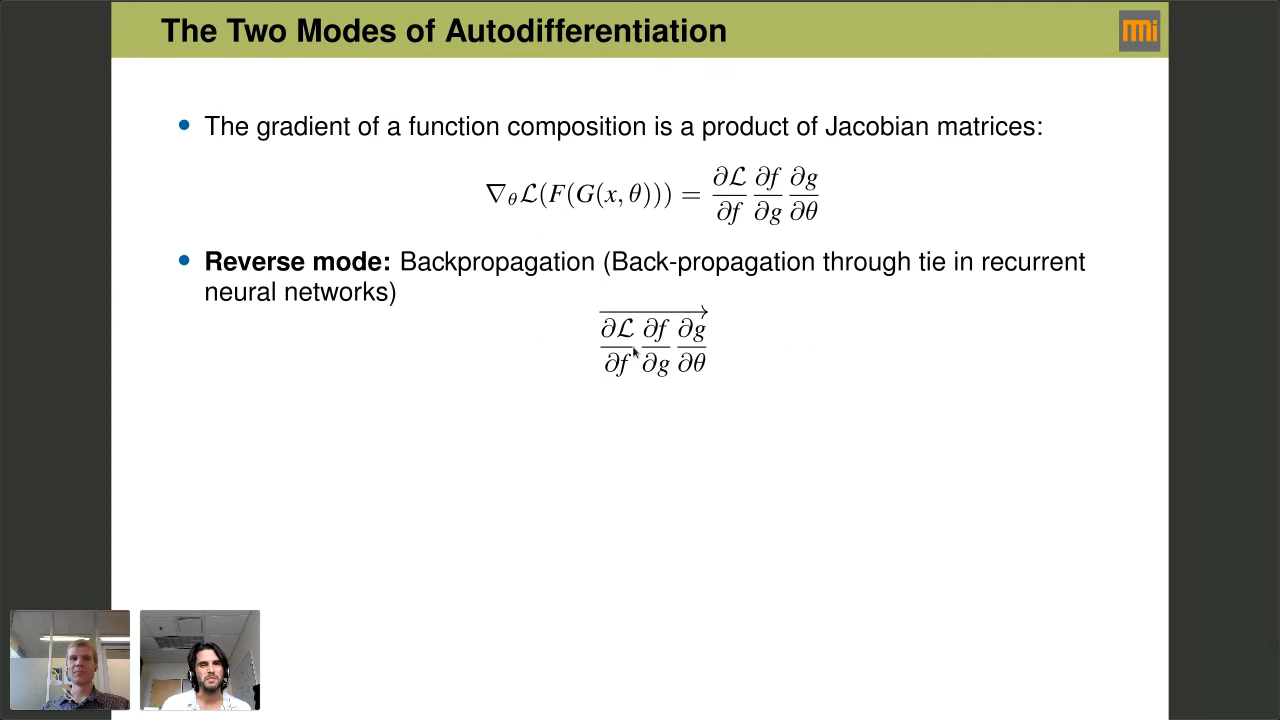 The Two Modes of Autodifferentiation
• The gradient of a function composition is a product of Jacobian matrices:
∇θ ℒ(F(G(x, θ))) = ∂ℒ/∂f ∂f/∂g ∂g/∂θ
• Reverse mode: Backpropagation (Back-propagation through tie in recurrent
neural networks)
∂ℒ/∂f ∂f/∂g ∂g/∂θ